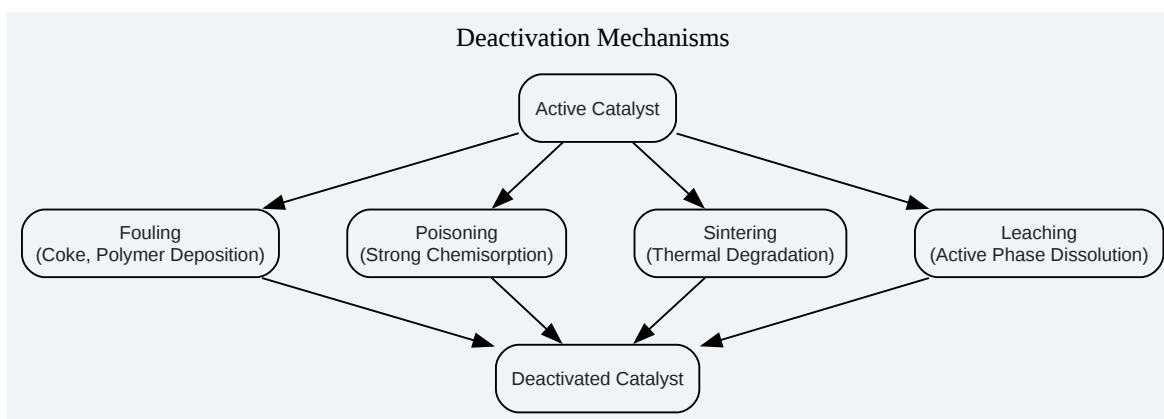 Deactivation Mechanisms
Active Catalyst
Fouling
(Coke, Polymer Deposition)
Poisoning
(Strong Chemisorption)
Sintering
(Thermal Degradation)
Leaching
(Active Phase Dissolution)
Deactivated Catalyst